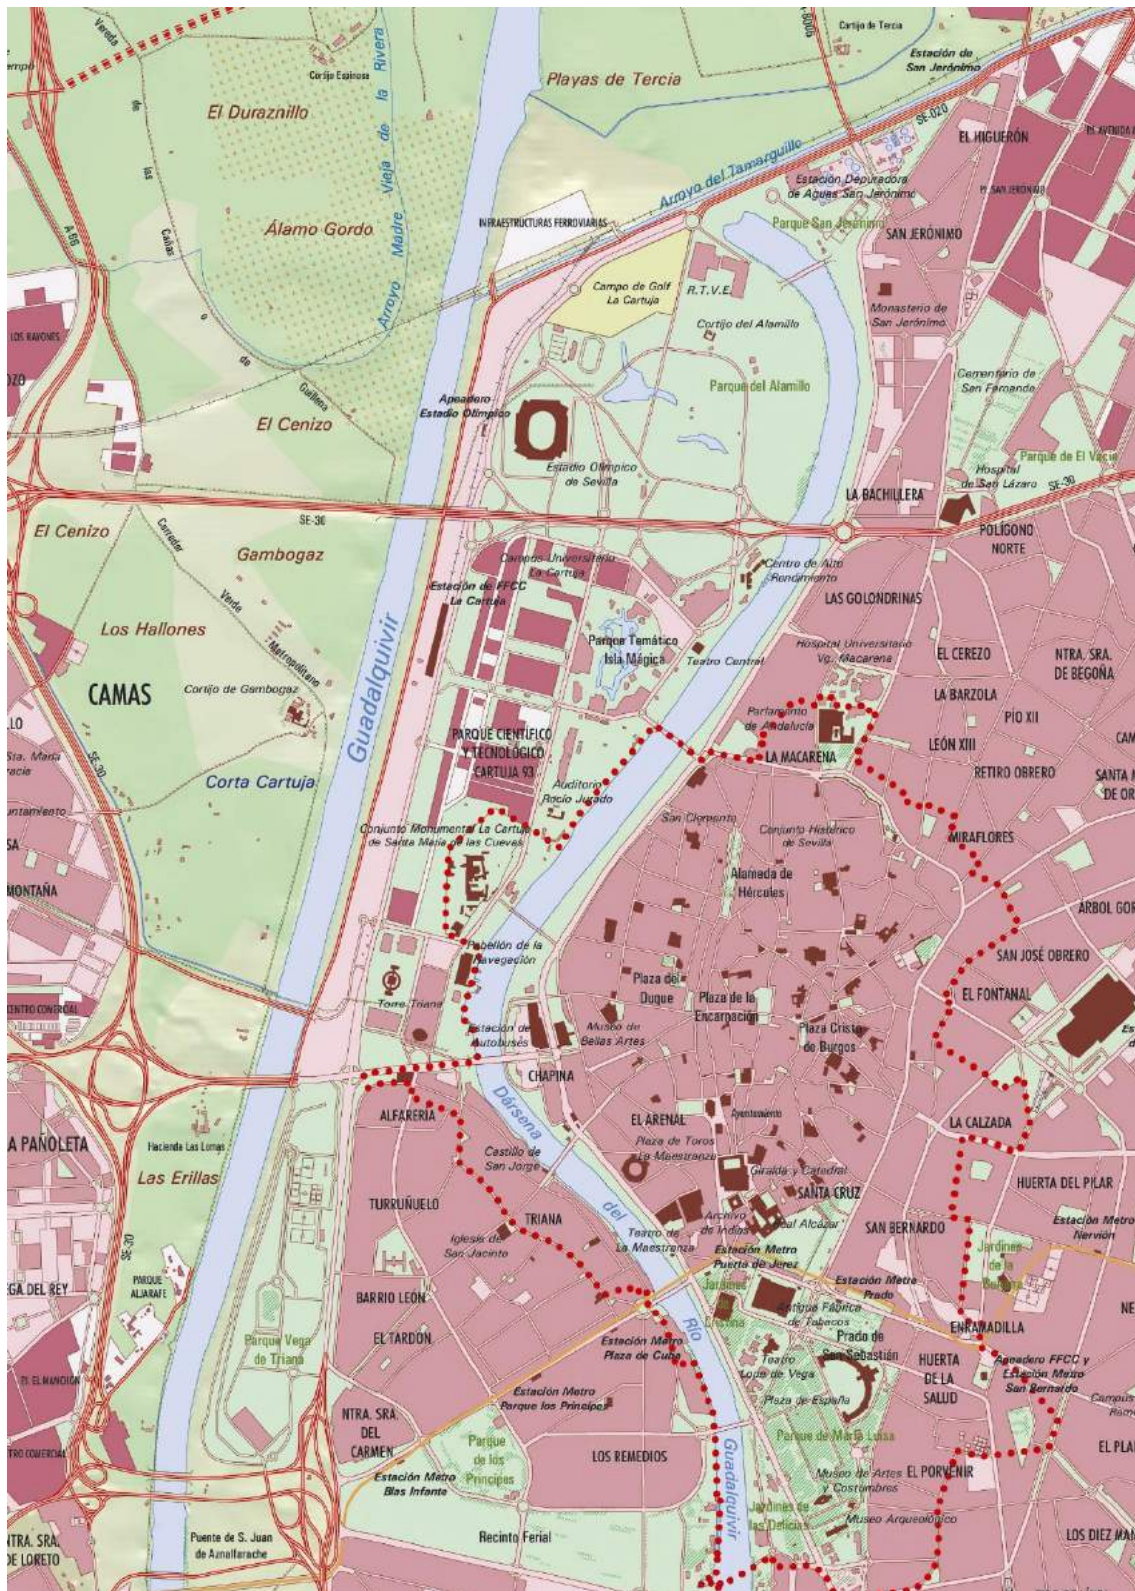 Vereda
de
las
Cañas
o
de
Guillena
Cortijo Espinosa
El Duraznillo
Arroyo Madre Vieja de la Rivera
Playas de Tercia
Cortijo de Tercia
Estación de
San Jerónimo
SE-020
EL HIGUERÓN
Arroyo del Tamarguillo
Estación Depuradora
de Aguas San Jerónimo
P.I. SAN JERÓNIMO
Parque San Jerónimo
SAN JERÓNIMO
A-66
Álamo Gordo
INFRAESTRUCTURAS FERROVIARIAS
Campo de Golf
La Cartuja
R.T.V.E.
Monasterio de
San Jerónimo
LOS RAYONES
Cortijo del Alamillo
Cementerio de
San Fernando
Parque del Alamillo
Apeadero
Estadio Olímpico
El Cenizo
Estadio Olímpico
de Sevilla
Parque de El Vacie
Hospital
de San Lázaro
SE-30
LA BACHILLERA
SE-30
El Cenizo
POLÍGONO
NORTE
Corredor
Verde
Metropolitano
Gambogaz
Campus Universitario
La Cartuja
Centro de Alto
Rendimiento
Estación de FFCC
La Cartuja
LAS GOLONDRINAS
Los Hallones
Guadalquivir
Parque Temático
Isla Mágica
Teatro Central
Hospital Universitario
Vg. Macarena
EL CEREZO
NTRA. SRA.
DE BEGOÑA
CAMAS
Cortijo de Gambogaz
LA BARZOLA
Parlamento
de Andalucía
PÍO XII
PARQUE CIENTÍFICO
Y TECNOLÓGICO
CARTUJA 93
LEÓN XIII
LA MACARENA
SE-30
RETIRO OBRERO
Corta Cartuja
Auditorio
Rocío Jurado
San Clemente
Conjunto Histórico
de Sevilla
MIRAFLORES
Conjunto Monumental La Cartuja
de Santa María de las Cuevas
Alameda de
Hércules
MONTAÑA
Pabellón de la
Navegación
SAN JOSÉ OBRERO
Plaza del
Duque
Plaza de la
Encarnación
EL FONTANAL
Torre Triana
CENTRO COMERCIAL
Estación de
Autobuses
Museo de
Bellas Artes
Plaza Cristo
de Burgos
CHAPINA
ALFARERIA
Dársena
del
Río
Guadalquivir
EL ARENAL
Ayuntamiento
LA CALZADA
Hacienda Las Lomas
Castillo de
San Jorge
Plaza de Toros
La Maestranza
Giralda y Catedral
Las Erillas
HUERTA DEL PILAR
TURRUÑUELO
SANTA CRUZ
TRIANA
Archivo
de Indias
Real Alcázar
SAN BERNARDO
Estación Metro
Nervión
Iglesia de
San Jacinto
Teatro de
La Maestranza
Estación Metro
Puerta de Jerez
Jardines
de la
Buhaira
PARQUE
ALJARAFE
Estación Metro
Prado
BARRIO LEÓN
Jardines
de
Cristina
Antigua Fábrica
de Tabacos
ENRAMADILLA
EL TARDÓN
Parque Vega
de Triana
Estación Metro
Plaza de Cuba
Prado de
San Sebastián
Teatro
Lope de Vega
HUERTA
DE LA
SALUD
Apeadero FFCC y
Estación Metro
San Bernardo
P.I. EL MANCHÓN
Estación Metro
Parque los Príncipes
Plaza de España
NTRA. SRA.
DEL
CARMEN
Parque
de los
Príncipes
LOS REMEDIOS
Parque de María Luisa
Estación Metro
Blas Infante
Museo de Artes
y Costumbres
EL PORVENIR
Jardines de
las Delicias
Museo Arqueológico
Puente de S. Juan
de Aznalfarache
Recinto Ferial